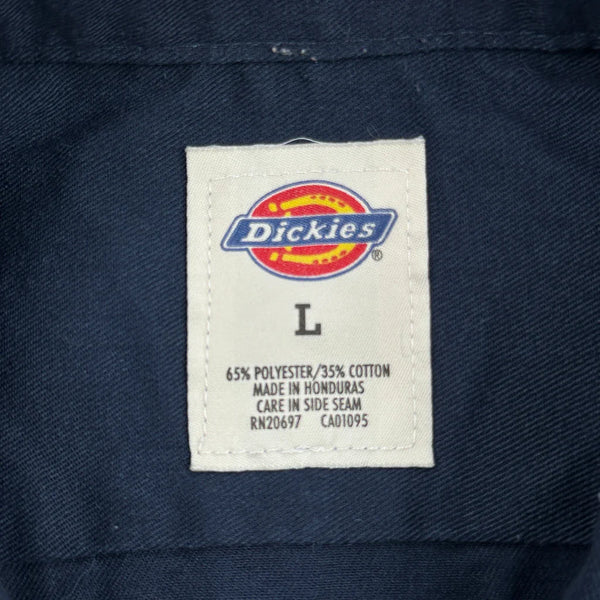 Dickies®
L
65% POLYESTER/35% COTTON
MADE IN HONDURAS
CARE IN SIDE SEAM
RN20697 CA01095